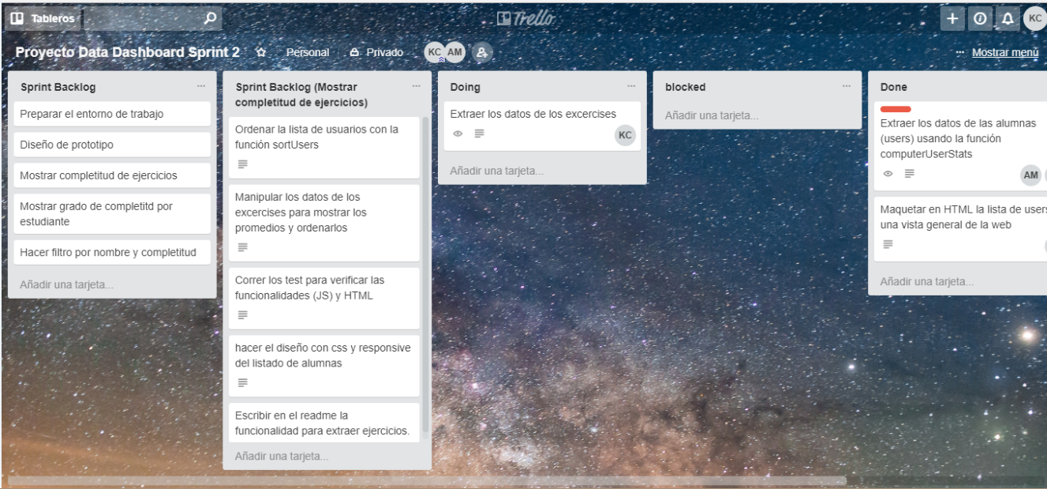 Tableros
Trello
KC
Proyecto Data Dashboard Sprint 2
Personal
Privado
KC
AM
... Mostrar menú
Sprint Backlog
Preparar el entorno de trabajo
Diseño de prototipo
Mostrar completitud de ejercicios
Mostrar grado de completitd por
estudiante
Hacer filtro por nombre y completitud
Añadir una tarjeta...
Sprint Backlog (Mostrar
completitud de ejercicios)
Ordenar la lista de usuarios con la
función sortUsers
Manipular los datos de los
excercises para mostrar los
promedios y ordenarlos
Correr los test para verificar las
funcionalidades (JS) y HTML
hacer el diseño con css y responsive
del listado de alumnas
Escribir en el readme la
funcionalidad para extraer ejercicios.
Añadir una tarjeta...
Doing
Extraer los datos de los excercises
KC
Añadir una tarjeta...
blocked
Añadir una tarjeta...
Done
Extraer los datos de las alumnas
(users) usando la función
computerUserStats
AM
Maquetar en HTML la lista de users
una vista general de la web
Añadir una tarjeta...